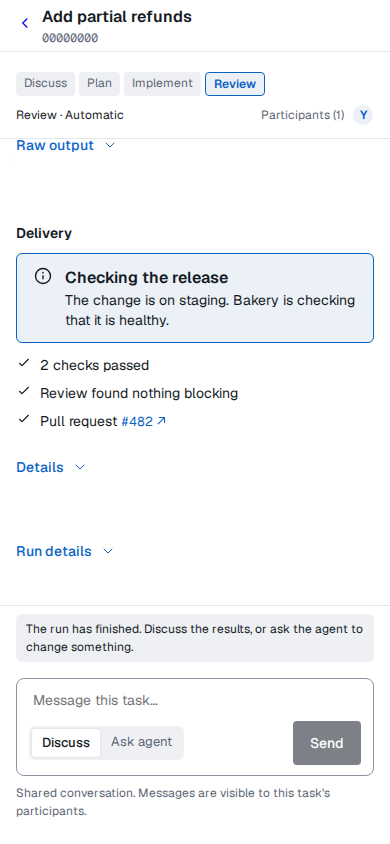 Add partial refunds
00000000
Discuss
Plan
Implement
Review
Review · Automatic
Participants (1)
Y
Raw output
Delivery
Checking the release
The change is on staging. Bakery is checking
that it is healthy.
2 checks passed
Review found nothing blocking
Pull request #482
Details
Run details
The run has finished. Discuss the results, or ask the agent to
change something.
Message this task...
Discuss
Ask agent
Send
Shared conversation. Messages are visible to this task's
participants.